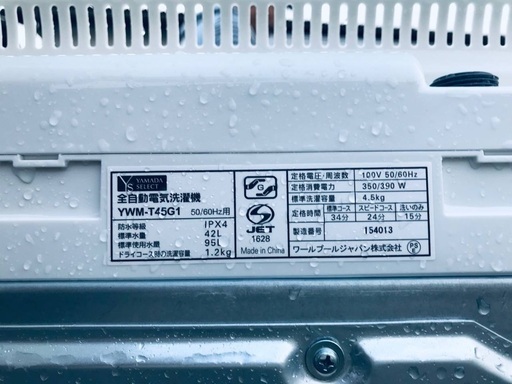 YS YAMADA SELECT
全自動電気洗濯機
YWM-T45G1 50/60Hz用
防水等級 IPX4
標準水量 42L
標準使用水量 95L
ドライコース時の洗濯容量 1.2kg
G
JET
1628
Made in China
定格電圧・周波数 100V 50/60Hz
定格消費電力 350/390 W
標準洗濯容量 4.5kg
標準コース スピードコース 洗いのみ
34分 24分 15分
製造番号 154013
ワールプールジャパン株式会社
PS E